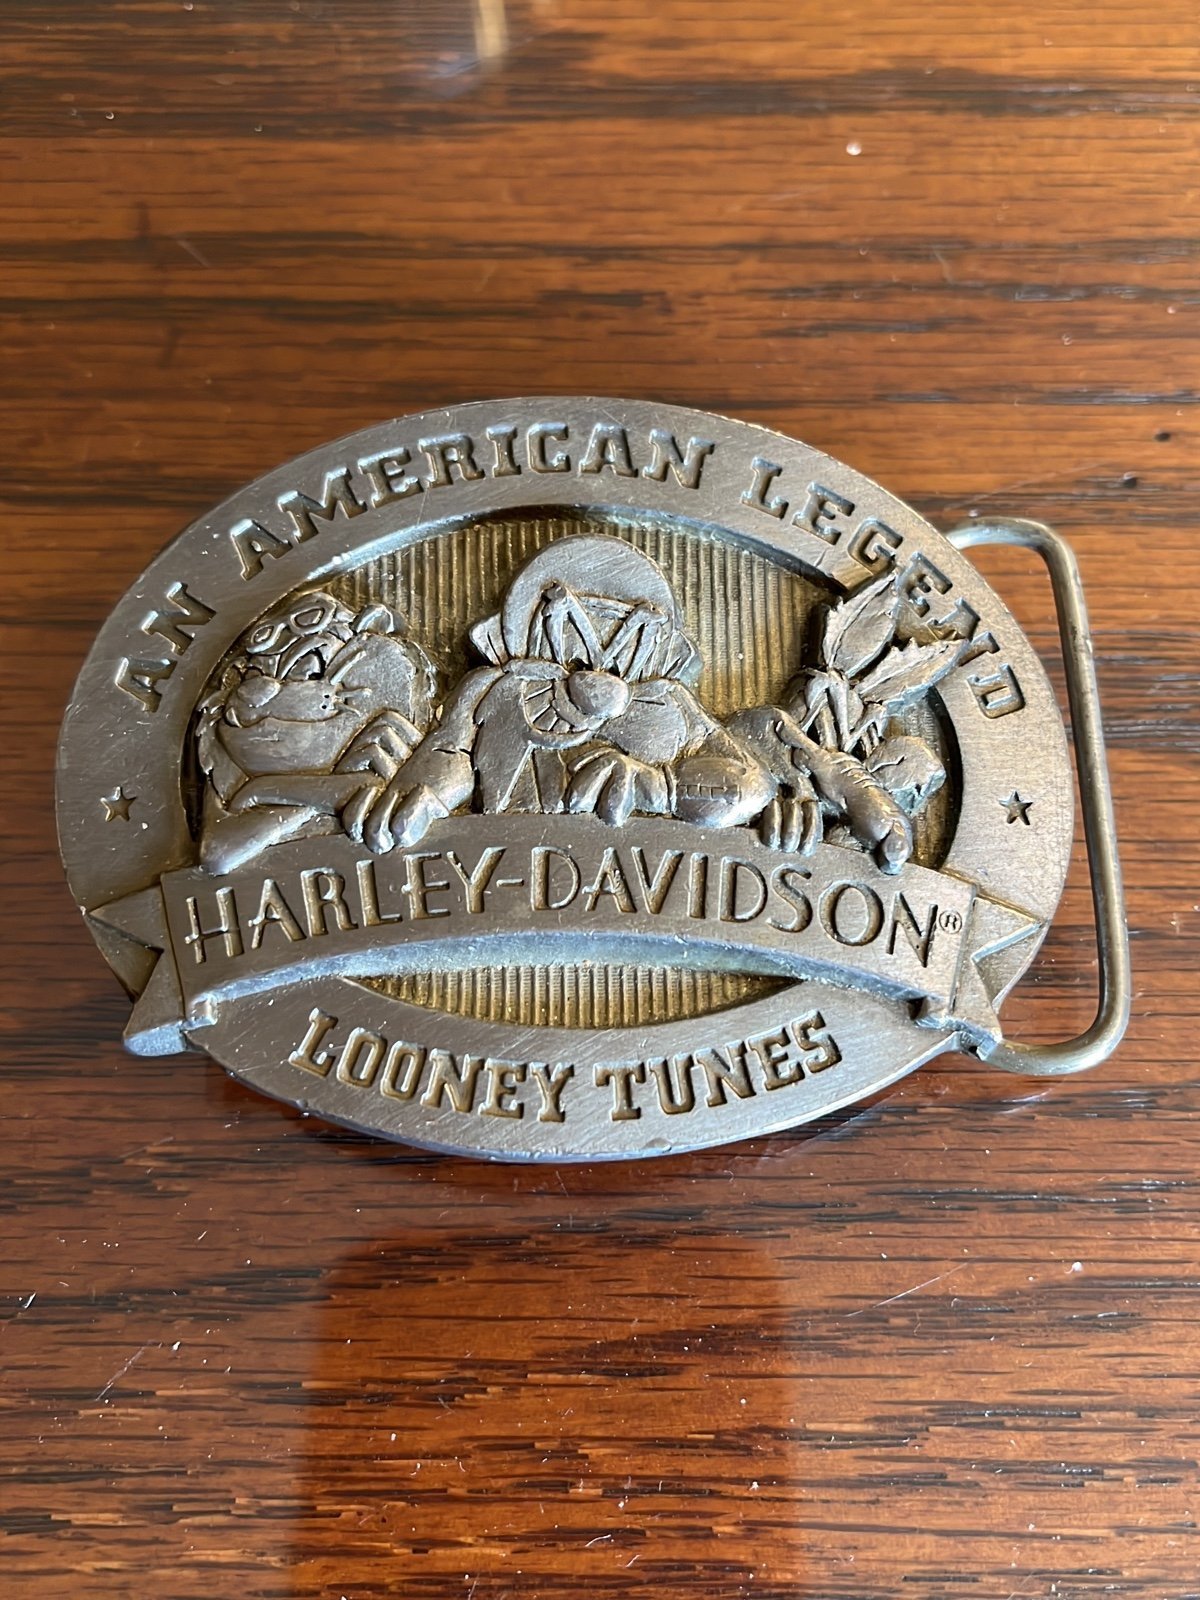 AN AMERICAN LEGEND
HARLEY-DAVIDSON®
LOONEY TUNES